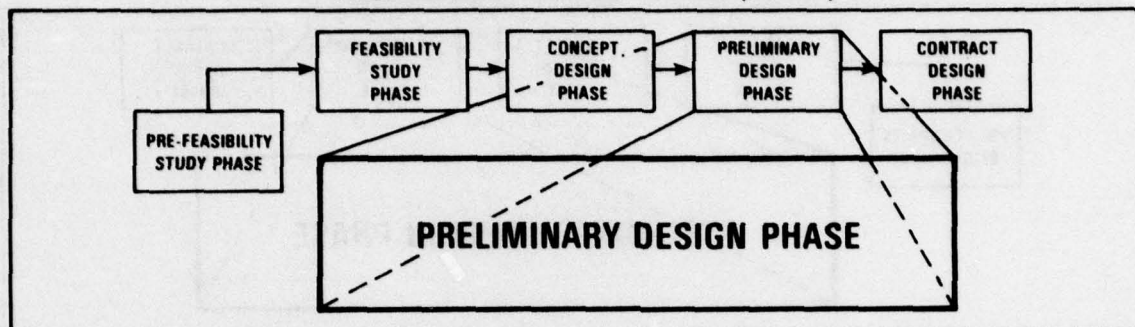 FEASIBILITY
STUDY
PHASE
CONCEPT
DESIGN
PHASE
PRELIMINARY
DESIGN
PHASE
CONTRACT
DESIGN
PHASE
PRE-FEASIBILITY
STUDY PHASE
PRELIMINARY DESIGN PHASE